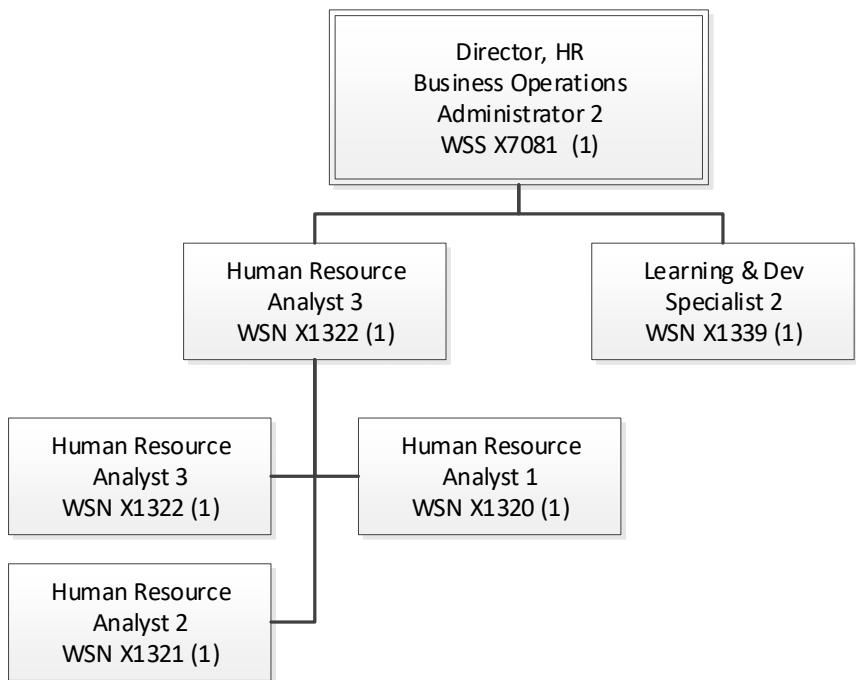 Director, HR
Business Operations
Administrator 2
WSS X7081 (1)
Human Resource
Analyst 3
WSN X1322 (1)
Learning & Dev
Specialist 2
WSN X1339 (1)
Human Resource
Analyst 3
WSN X1322 (1)
Human Resource
Analyst 1
WSN X1320 (1)
Human Resource
Analyst 2
WSN X1321 (1)